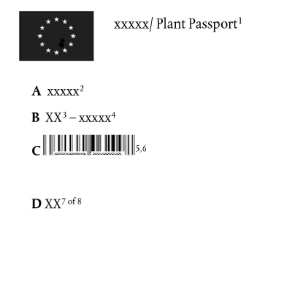 xxxxx/ Plant Passport¹
A xxxxx²
B XX³ – xxxxx⁴
C 5,6
D XX⁷ ᵒᶠ ⁸